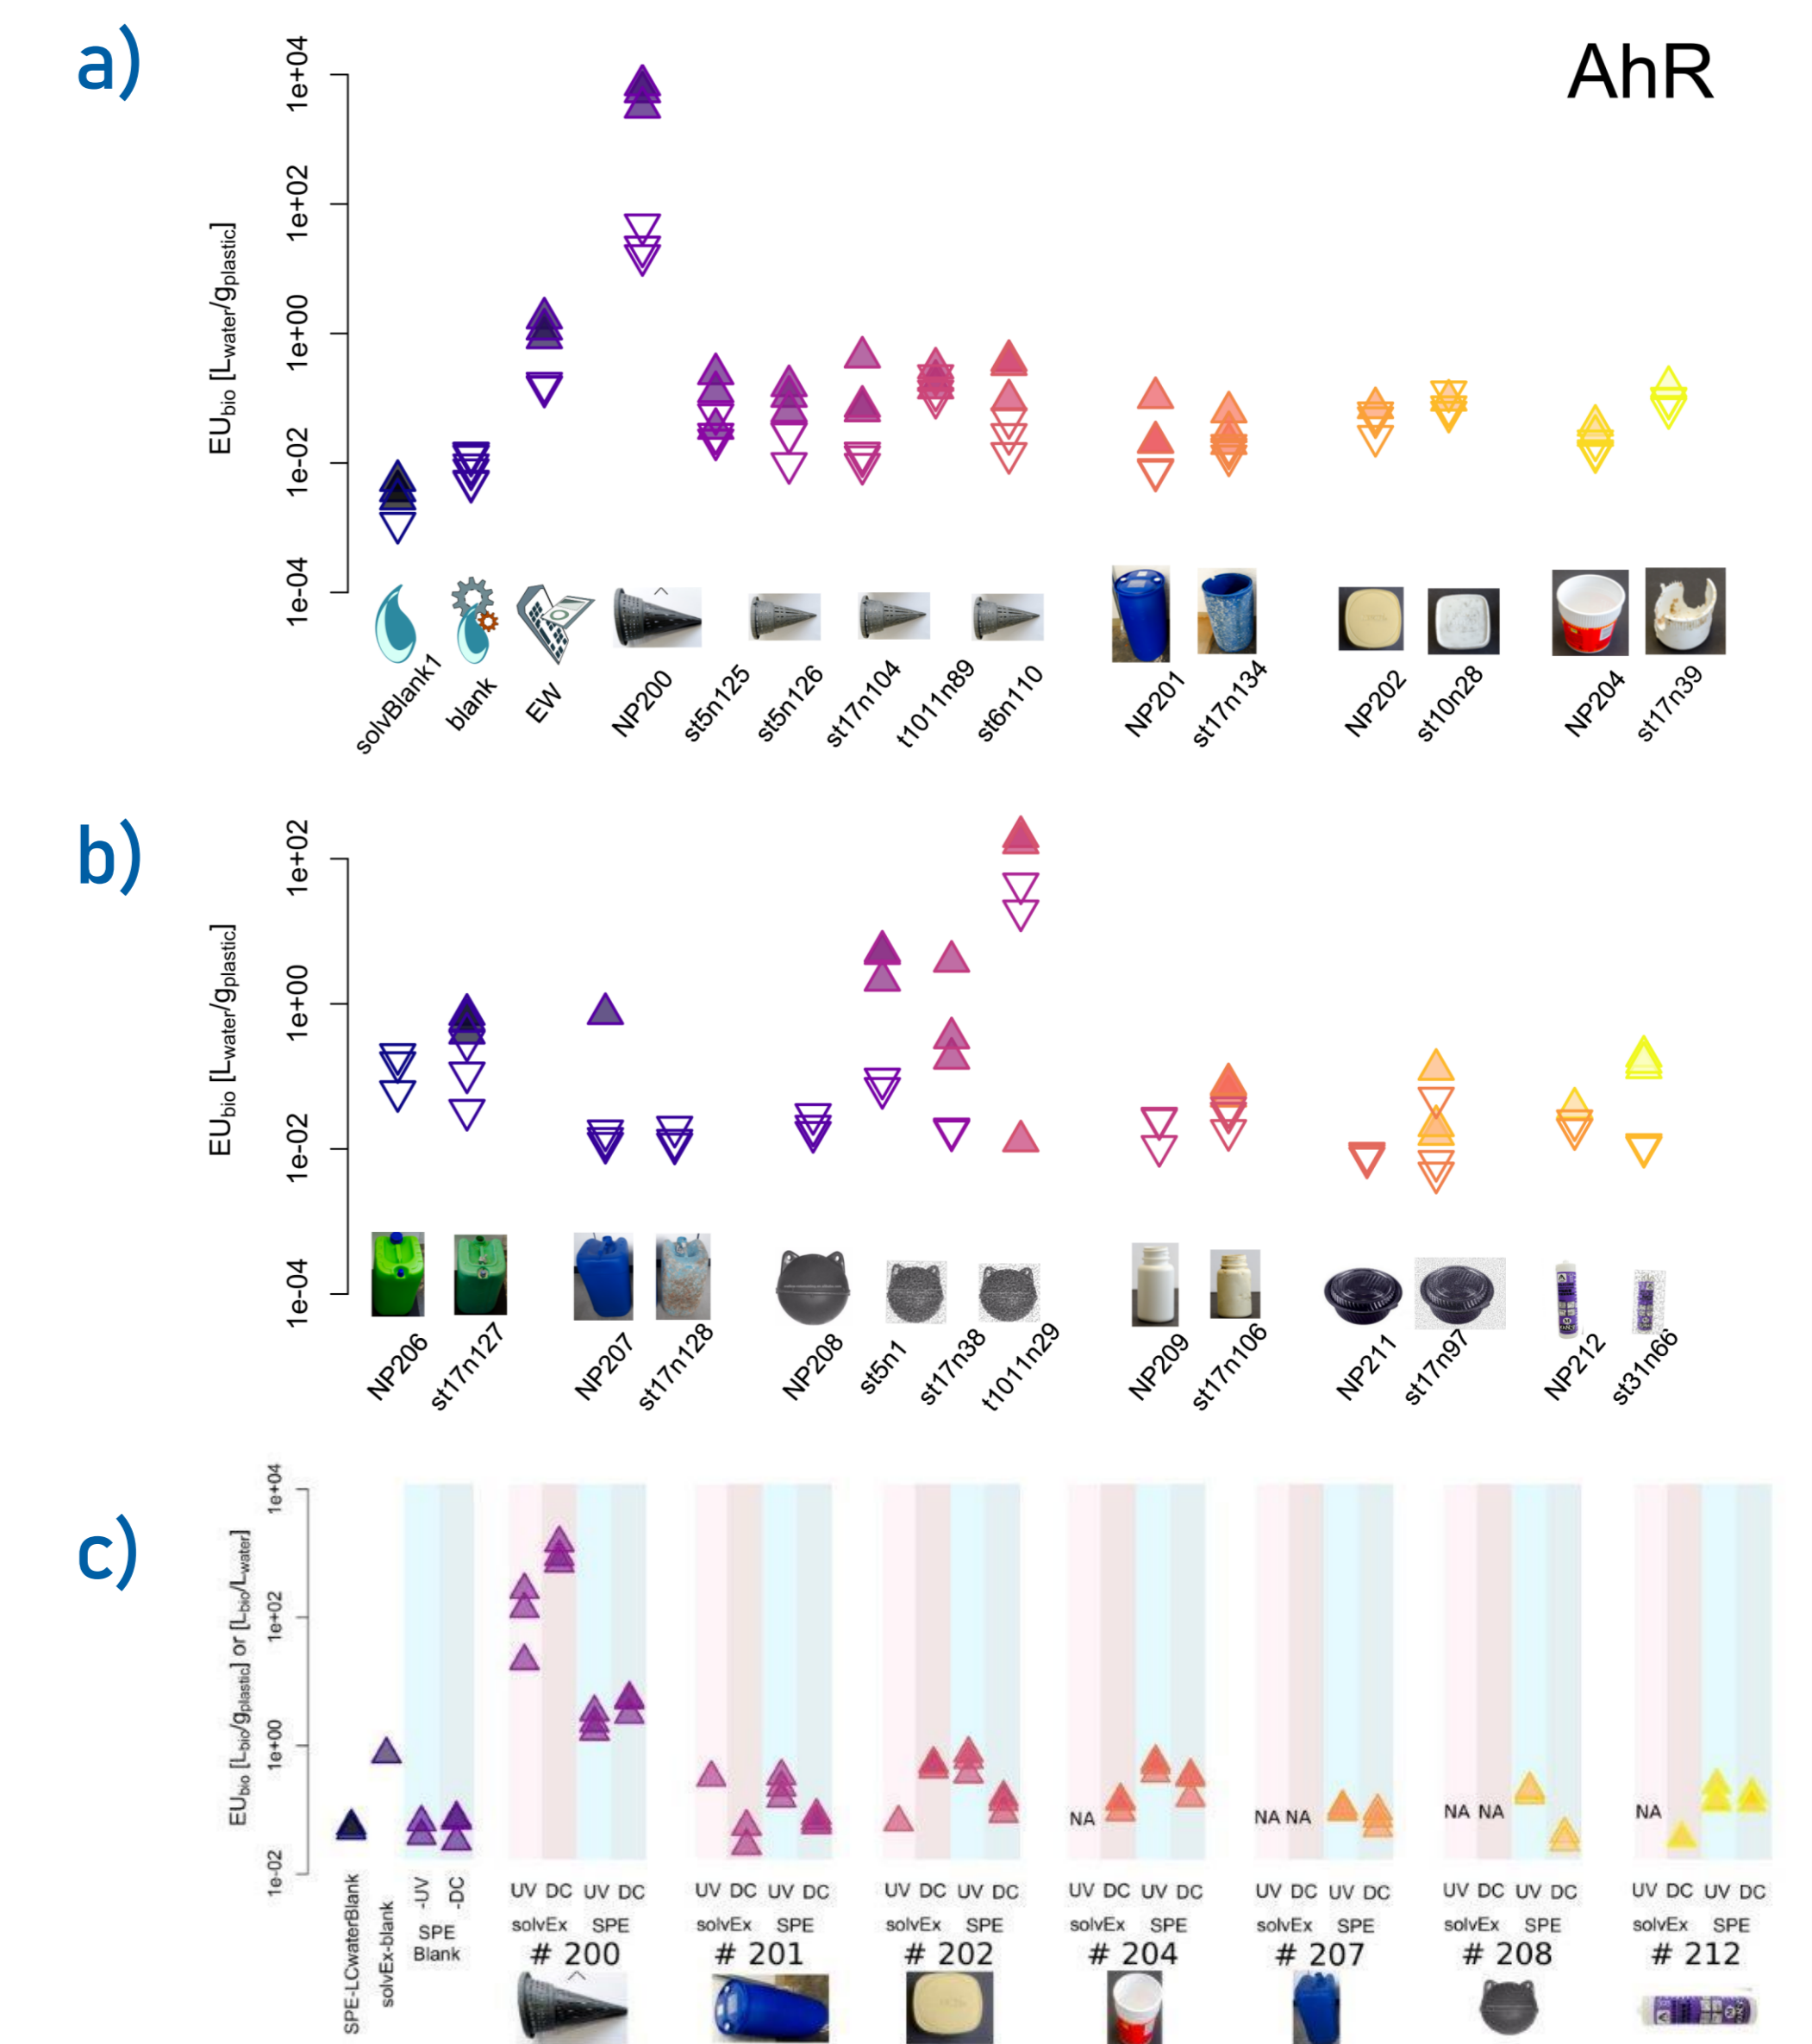 a)
AhR
EUbio [Lwater/gplastic]
1e+04
1e+02
1e+00
1e-02
1e-04
solvBlank1
blank
EW
NP200
st5n125
st5n126
st17n104
t1011n89
st6n110
NP201
st17n134
NP202
st10n28
NP204
st17n39
b)
EUbio [Lwater/gplastic]
1e+02
1e+00
1e-02
1e-04
NP206
st17n127
NP207
st17n128
NP208
st5n1
st17n38
t1011n29
NP209
st17n106
NP211
st17n97
NP212
st31n66
c)
EUbio [Lbio/gplastic] or [Lbio/Lwater]
1e+04
1e+02
1e+00
1e-02
NA
NA NA
NA NA
NA
SPE-LCwaterBlank
solvEx-blank
-UV
-DC
SPE
Blank
UV DC UV DC
solvEx SPE
# 200
UV DC UV DC
solvEx SPE
# 201
UV DC UV DC
solvEx SPE
# 202
UV DC UV DC
solvEx SPE
# 204
UV DC UV DC
solvEx SPE
# 207
UV DC UV DC
solvEx SPE
# 208
UV DC UV DC
solvEx SPE
# 212